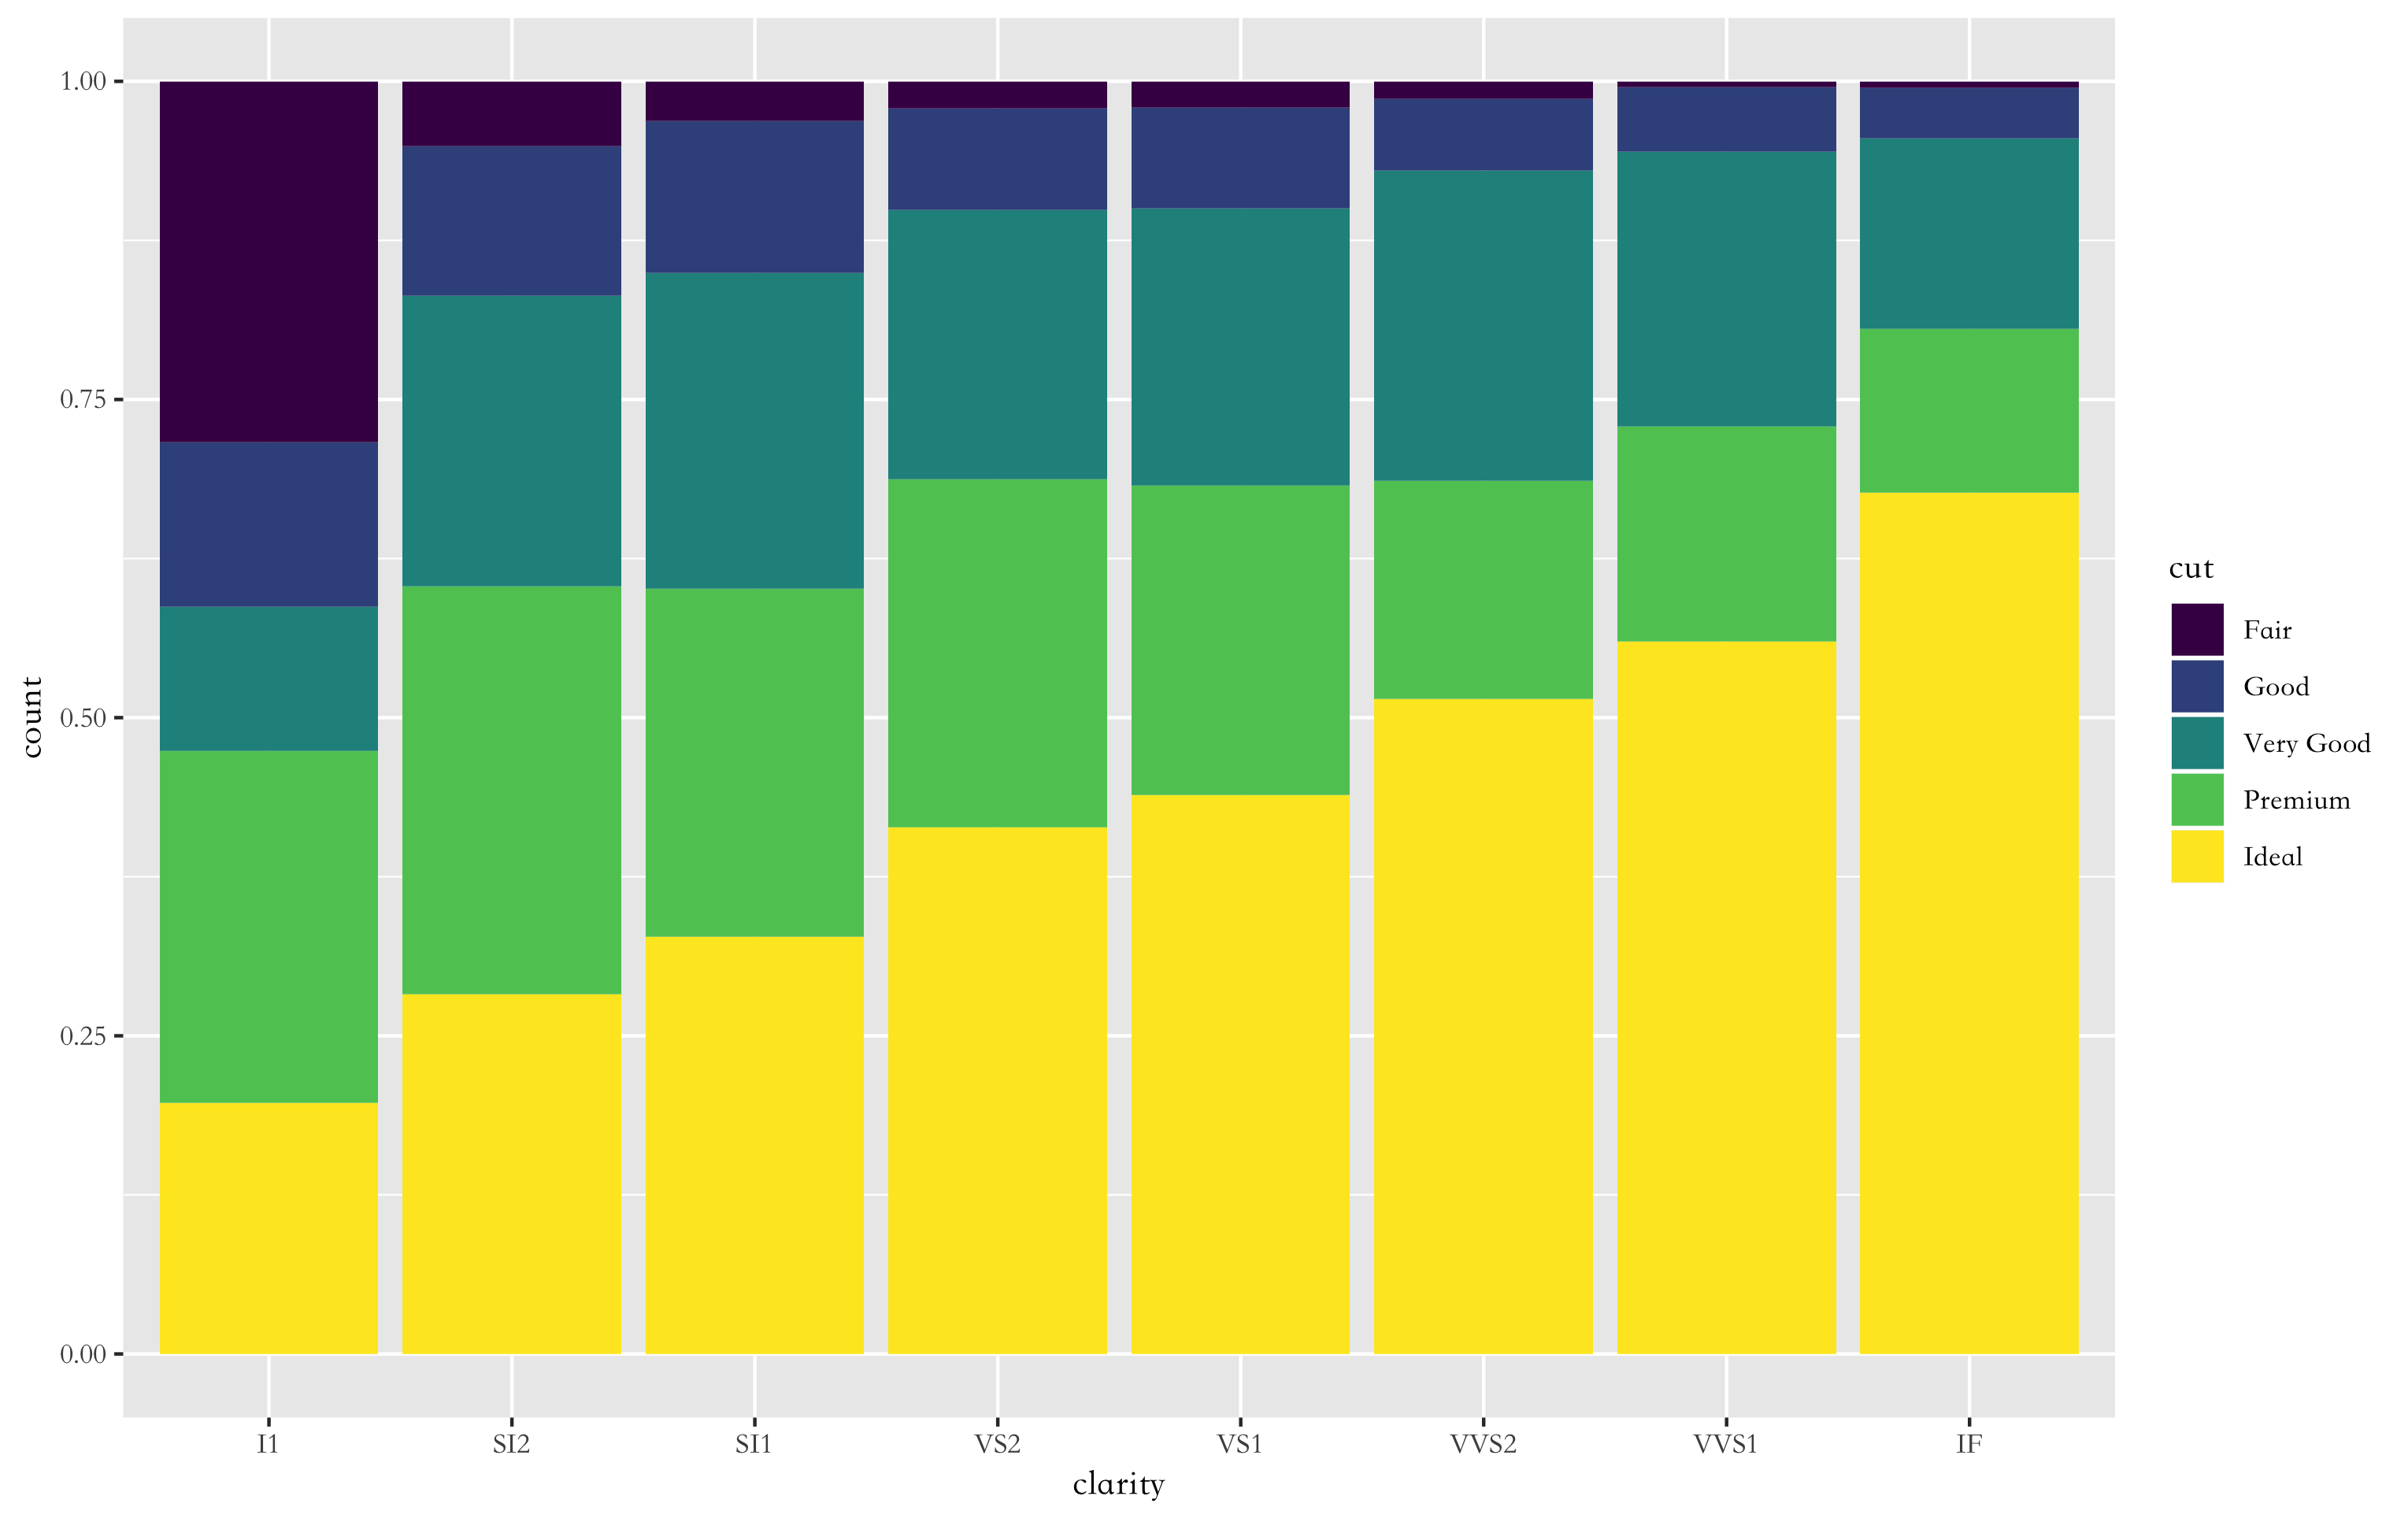 1.00
0.75
0.50
0.25
0.00
count
I1 SI2 SI1 VS2 VS1 VVS2 VVS1 IF
clarity
cut
Fair
Good
Very Good
Premium
Ideal